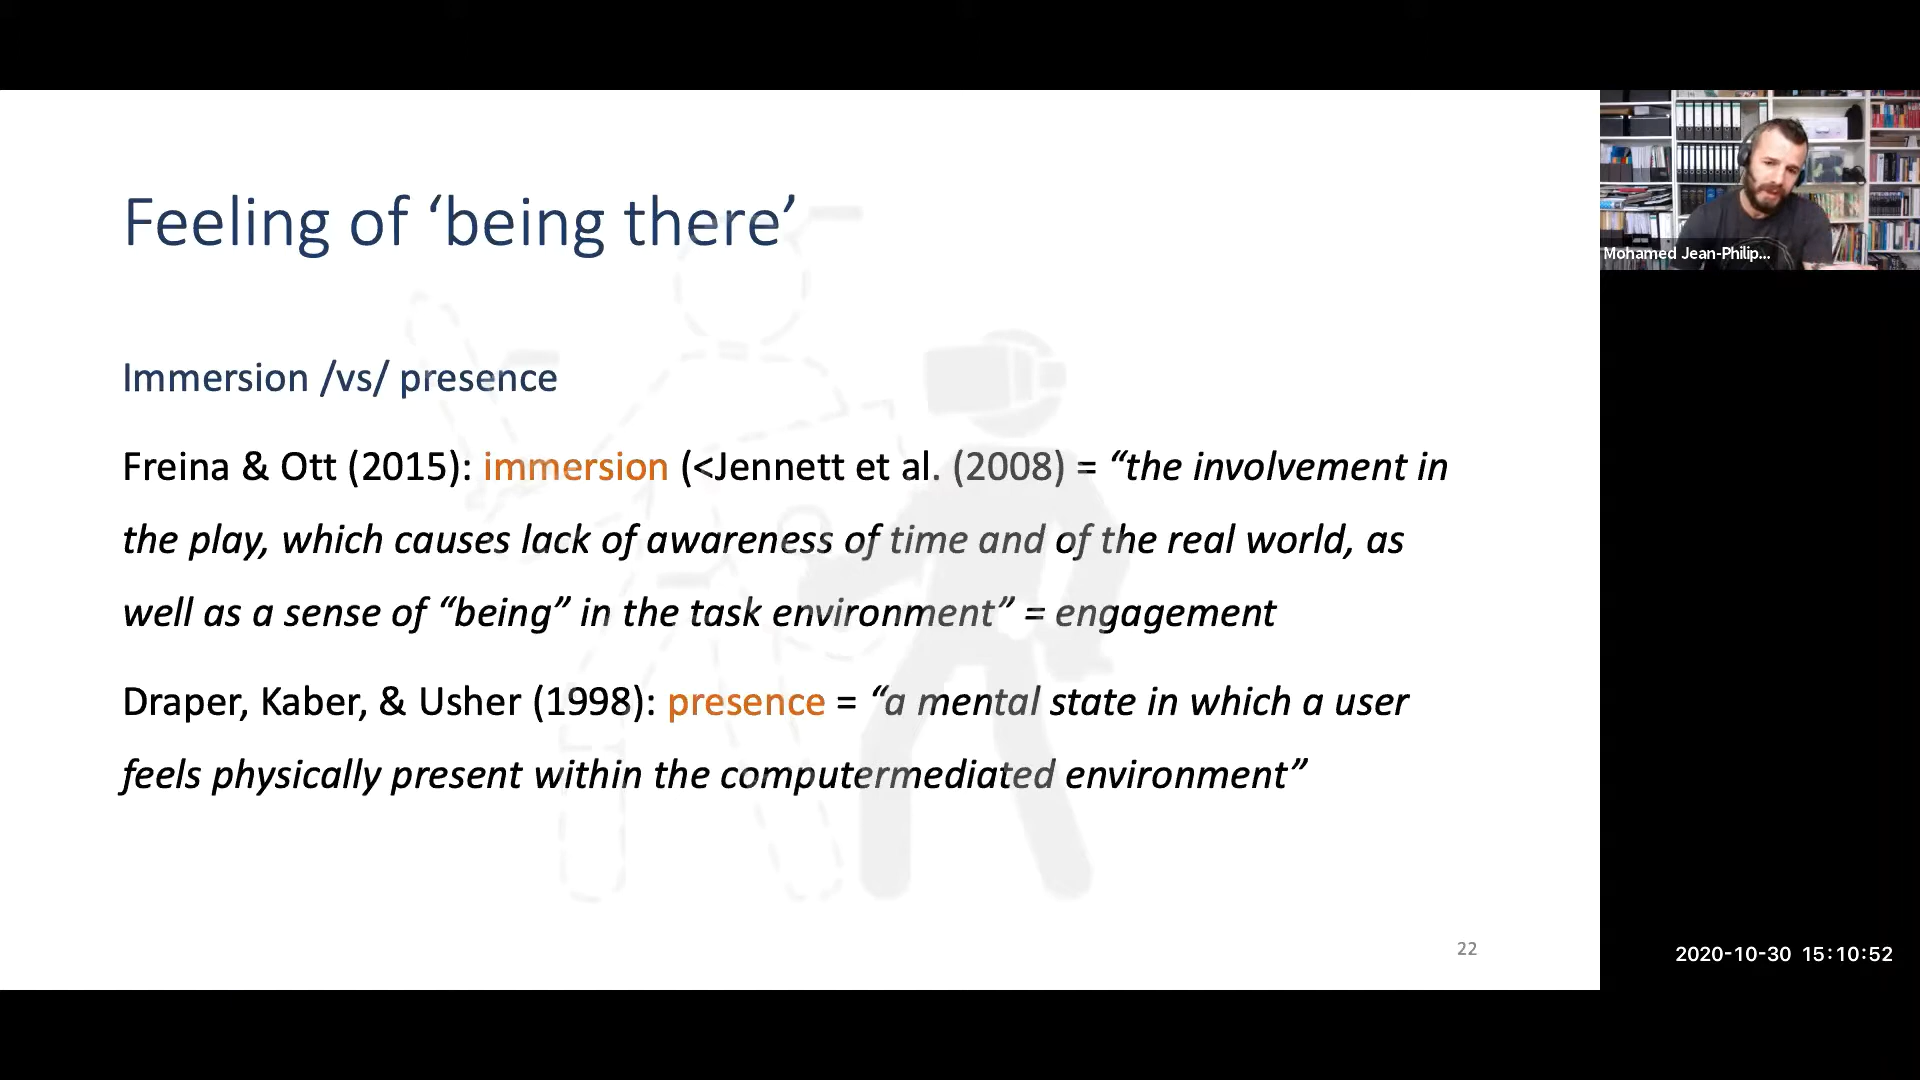 Feeling of ‘being there’
Immersion /vs/ presence
Freina & Ott (2015): immersion (<Jennett et al. (2008) = “the involvement in
the play, which causes lack of awareness of time and of the real world, as
well as a sense of “being” in the task environment” = engagement
Draper, Kaber, & Usher (1998): presence = “a mental state in which a user
feels physically present within the computermediated environment”
22
Mohamed Jean-Philip...
2020-10-30 15:10:52